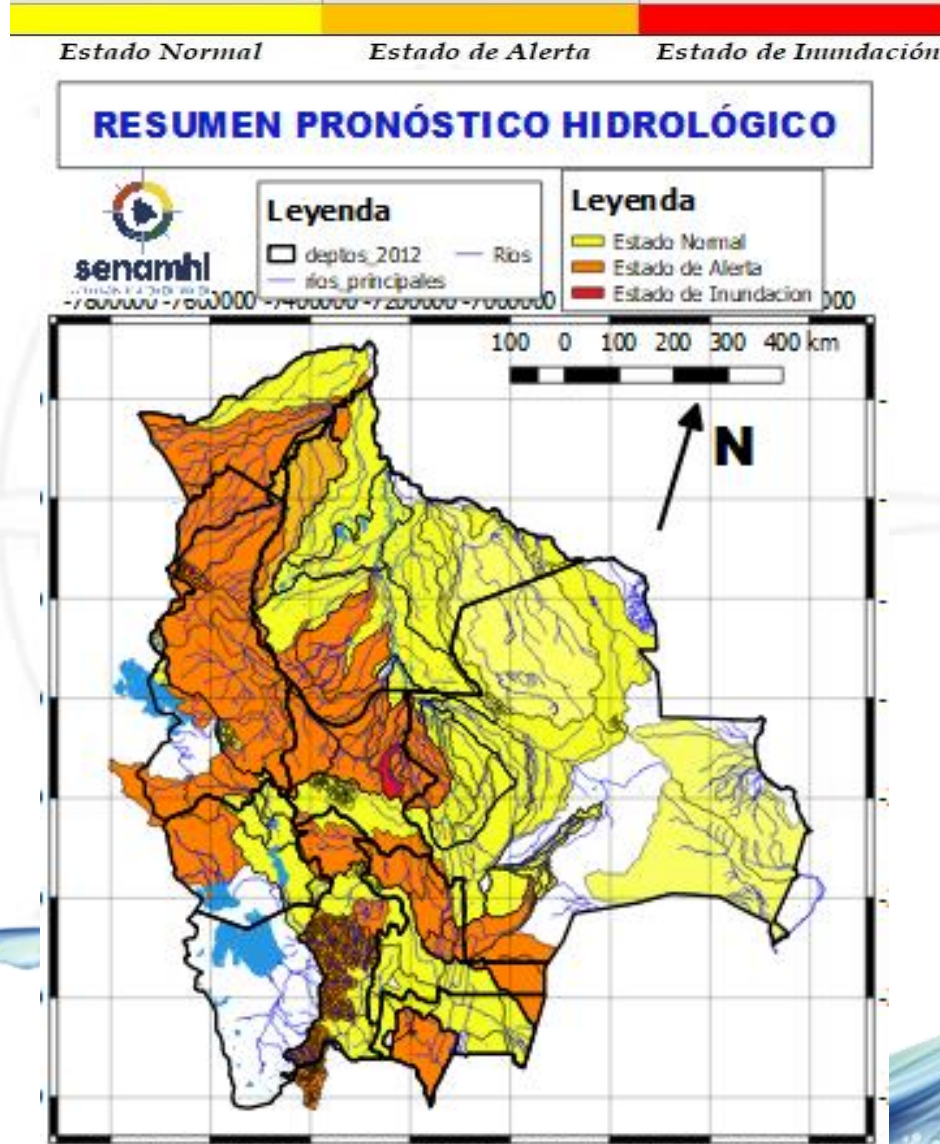 Estado Normal Estado de Alerta Estado de Inundación
RESUMEN PRONÓSTICO HIDROLÓGICO
senamhi
Leyenda
deptos_2012 Rios
rios_principales
Leyenda
Estado Normal
Estado de Alerta
Estado de Inundacion
-7800000 -7600000 -7400000 -7200000 -7000000 000
100 0 100 200 300 400 km
N